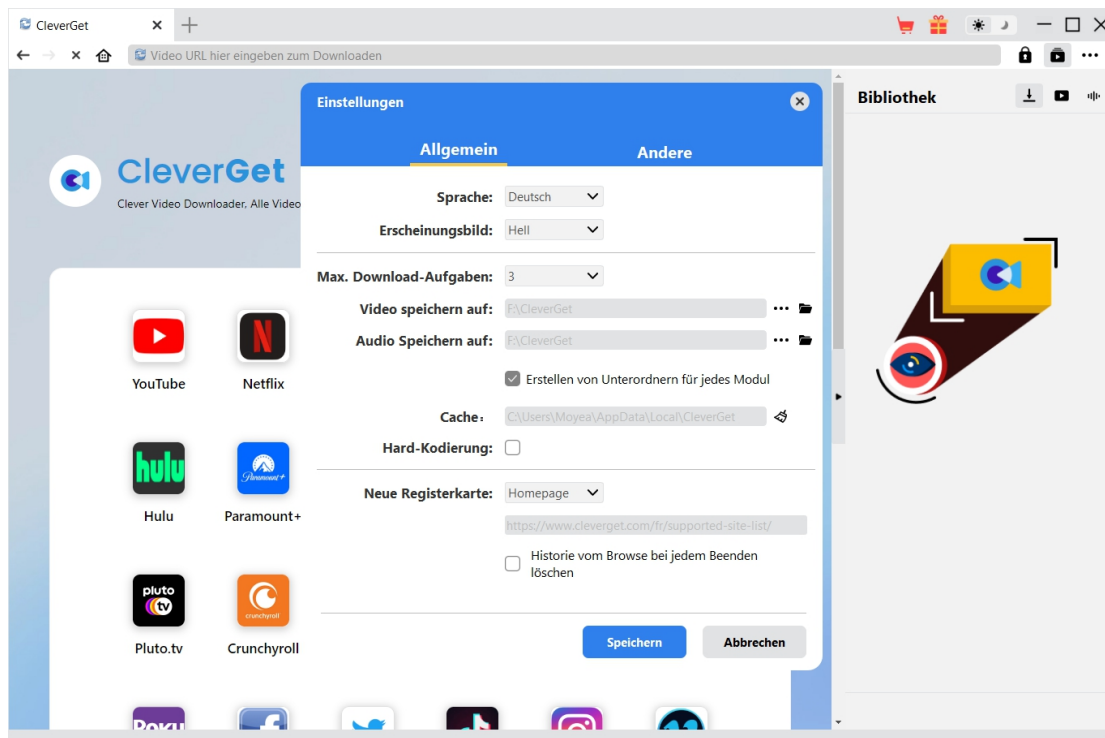 CleverGet
Video URL hier eingeben zum Downloaden
Einstellungen
Allgemein
Andere
Bibliothek
CleverGet
Clever Video Downloader, Alle Video
Sprache: Deutsch
Erscheinungsbild: Hell
Max. Download-Aufgaben: 3
Video speichern auf: F:\CleverGet
Audio Speichern auf: F:\CleverGet
Erstellen von Unterordnern für jedes Modul
Cache: C:\Users\Moyea\AppData\Local\CleverGet
Hard-Kodierung:
Neue Registerkarte: Homepage
https://www.cleverget.com/fr/supported-site-list/
Historie vom Browse bei jedem Beenden
löschen
Speichern
Abbrechen
N
YouTube
Netflix
hulu
Paramount+
Hulu
Paramount+
pluto
tv
crunchyroll
Pluto.tv
Crunchyroll
ROKU